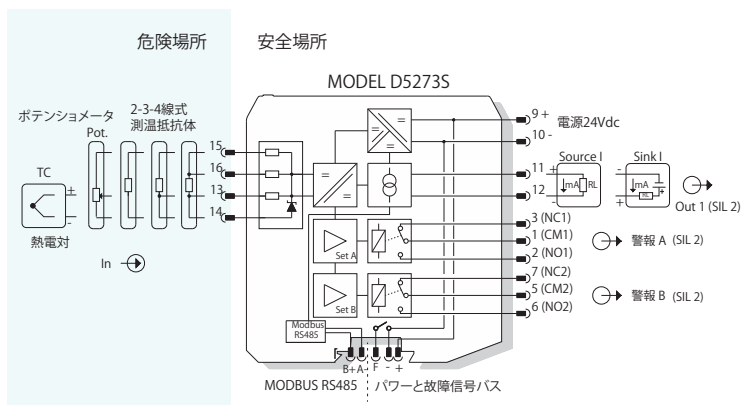 危険場所
安全場所
MODEL D5273S
ポテンショメータ
Pot.
2-3-4線式
測温抵抗体
TC
+
-
熱電対
In
15
16
13
14
9 +
電源24Vdc
10 -
11
12
Source I
+
mA
RL
-
Sink I
-
mA
RL
+
Out 1 (SIL 2)
3 (NC1)
1 (CM1)
2 (NO1)
警報 A (SIL 2)
7 (NC2)
5 (CM2)
6 (NO2)
警報 B (SIL 2)
Set A
Set B
Modbus
RS485
B+ A- F - +
MODBUS RS485
パワーと故障信号バス